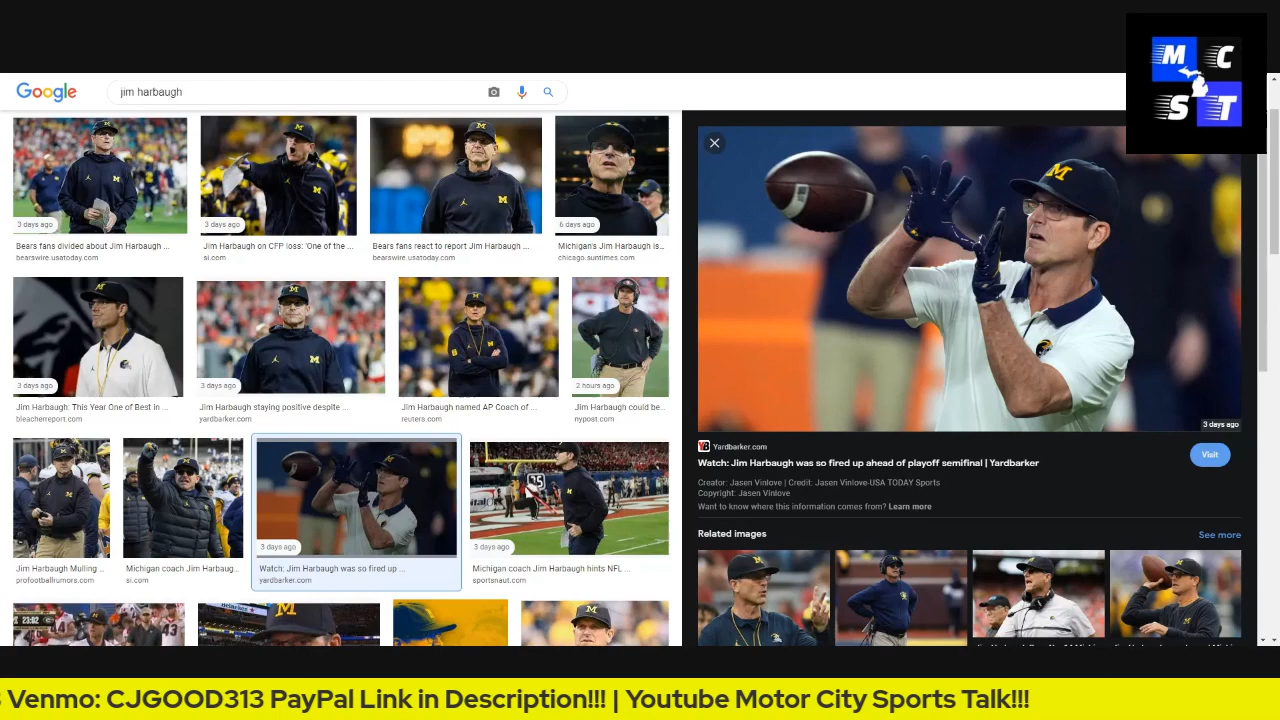 M C
S T
Google
jim harbaugh
3 days ago
3 days ago
3 days ago
6 days ago
Bears fans divided about Jim Harbaugh ...
bearswire.usatoday.com
Jim Harbaugh on CFP loss: 'One of the ...
si.com
Bears fans react to report Jim Harbaugh ...
bearswire.usatoday.com
Michigan's Jim Harbaugh is..
chicago.suntimes.com
3 days ago
3 days ago
2 hours ago
Jim Harbaugh: This Year One of Best in ...
bleacherreport.com
Jim Harbaugh staying positive despite ...
yardbarker.com
Jim Harbaugh named AP Coach of ...
reuters.com
Jim Harbaugh could be..
nypost.com
3 days ago
3 days ago
Jim Harbaugh Mulling ..
profootballrumors.com
Michigan coach Jim Harbaug..
si.com
Watch: Jim Harbaugh was so fired up ...
yardbarker.com
Michigan coach Jim Harbaugh hints NFL ...
sportsnaut.com
3 days ago
Yardbarker.com
Watch: Jim Harbaugh was so fired up ahead of playoff semifinal | Yardbarker
Visit
Creator: Jasen Vinlove | Credit: Jasen Vinlove-USA TODAY Sports
Copyright: Jasen Vinlove
Want to know where this information comes from? Learn more
Related images
See more
Venmo: CJGOOD313 PayPal Link in Description!!! | Youtube Motor City Sports Talk!!!